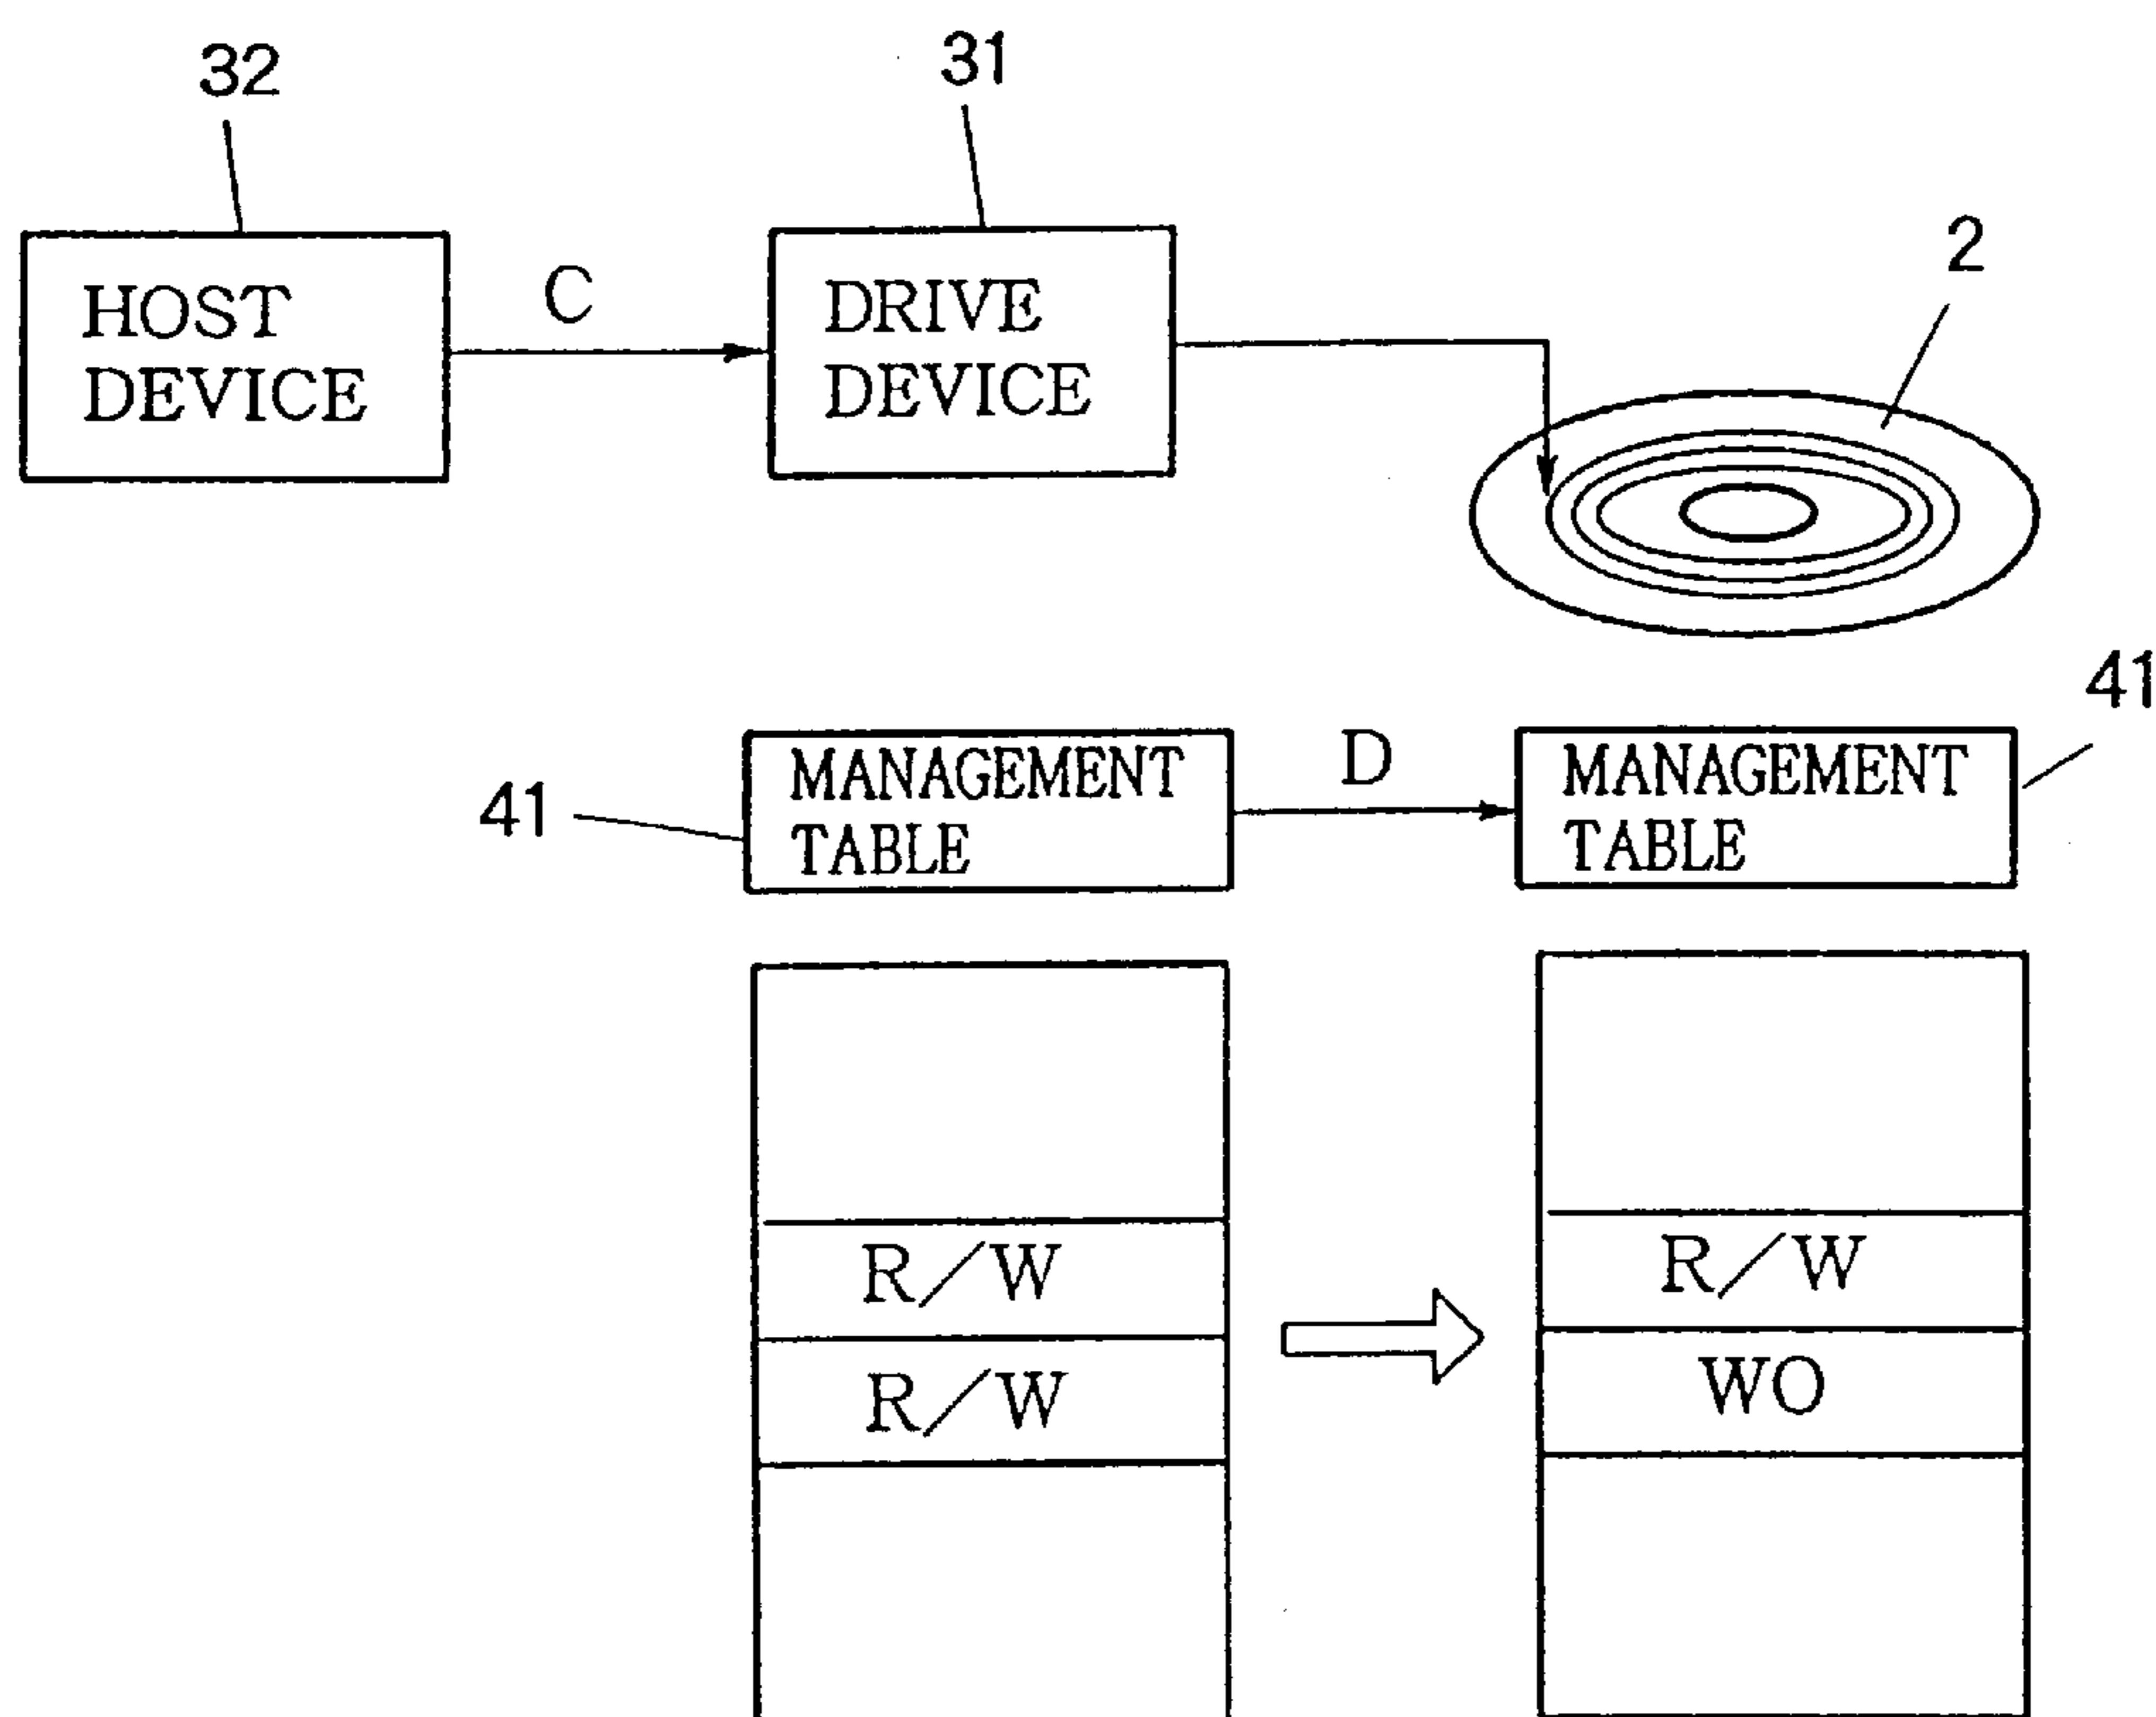 32
31
2
HOST
DEVICE
C
DRIVE
DEVICE
41
MANAGEMENT
TABLE
D
MANAGEMENT
TABLE
41
R/W
R/W
R/W
WO